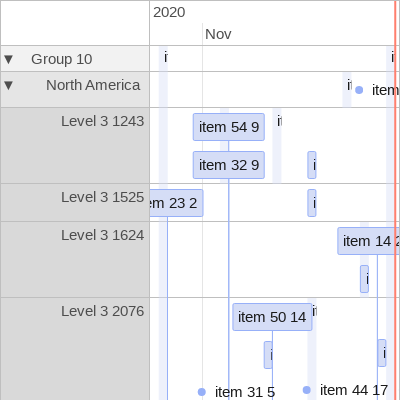 2020
Nov
▼ Group 10
▼ North America
item
Level 3 1243
item 54 9
item 32 9
Level 3 1525
em 23 2
Level 3 1624
item 14 2
Level 3 2076
item 50 14
item 31 5
item 44 17